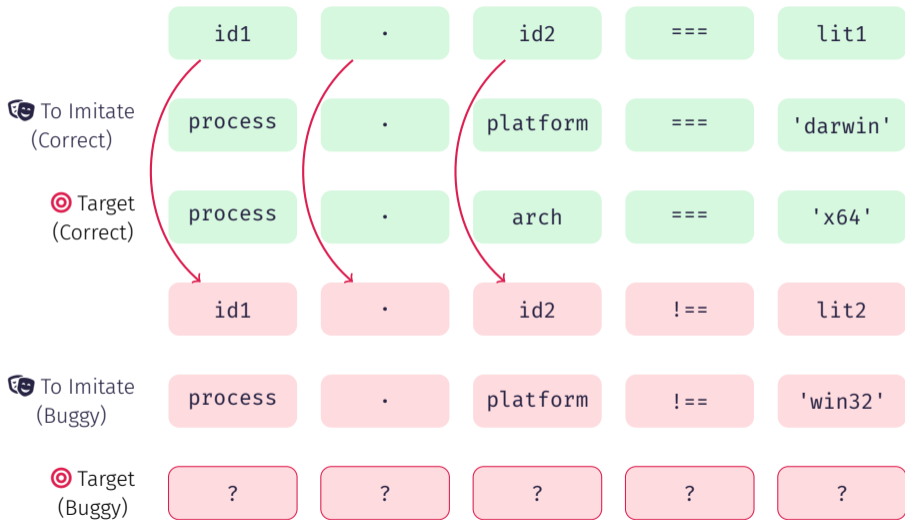 id1 . id2 === lit1
To Imitate
(Correct)
process . platform === 'darwin'
Target
(Correct)
process . arch === 'x64'
id1 . id2 !== lit2
To Imitate
(Buggy)
process . platform !== 'win32'
Target
(Buggy)
? ? ? ? ?